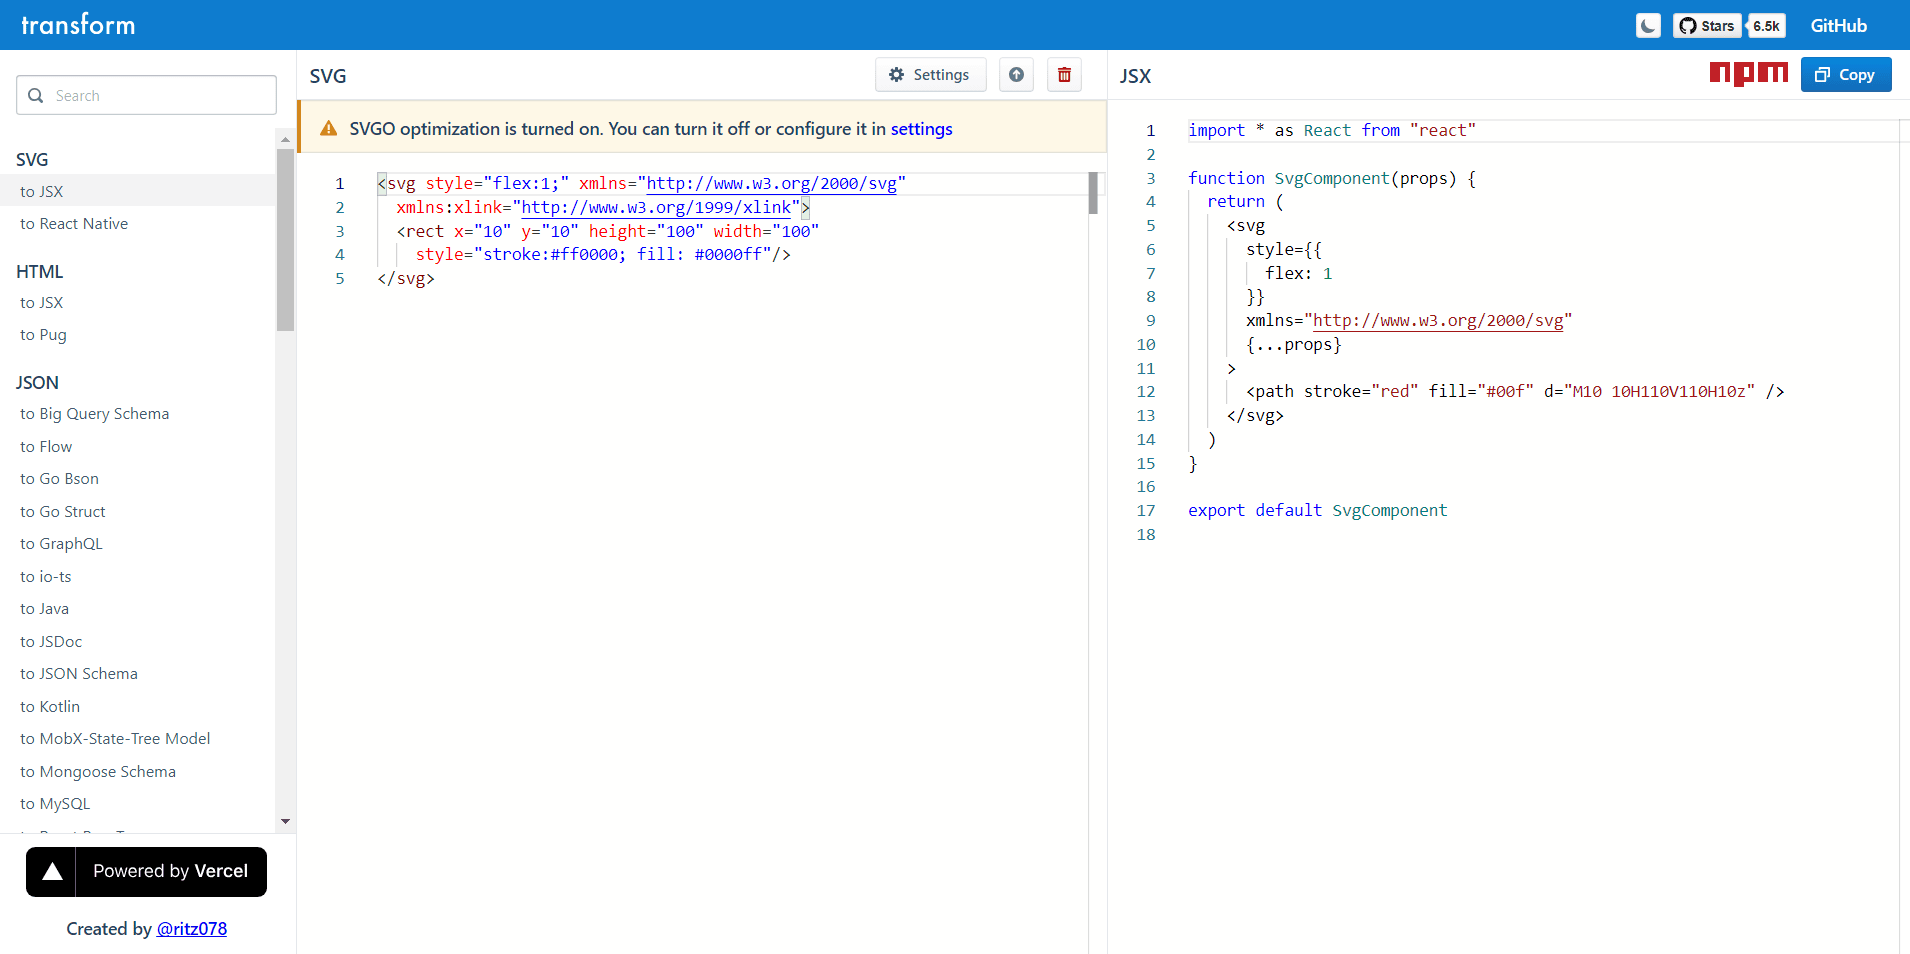 transform
Stars
6.5k
GitHub
Search
SVG
to JSX
to React Native
HTML
to JSX
to Pug
JSON
to Big Query Schema
to Flow
to Go Bson
to Go Struct
to GraphQL
to io-ts
to Java
to JSDoc
to JSON Schema
to Kotlin
to MobX-State-Tree Model
to Mongoose Schema
to MySQL
Powered by Vercel
Created by @ritz078
SVG
Settings
SVGO optimization is turned on. You can turn it off or configure it in settings
1 <svg style="flex:1;" xmlns="http://www.w3.org/2000/svg"
2 xmlns:xlink="http://www.w3.org/1999/xlink">
3 <rect x="10" y="10" height="100" width="100"
4 style="stroke:#ff0000; fill: #0000ff"/>
5 </svg>
JSX
npm
Copy
1 import * as React from "react"
2
3 function SvgComponent(props) {
4 return (
5 <svg
6 style={{
7 flex: 1
8 }}
9 xmlns="http://www.w3.org/2000/svg"
10 {...props}
11 >
12 <path stroke="red" fill="#00f" d="M10 10H110V110H10z" />
13 </svg>
14 )
15 }
16
17 export default SvgComponent
18